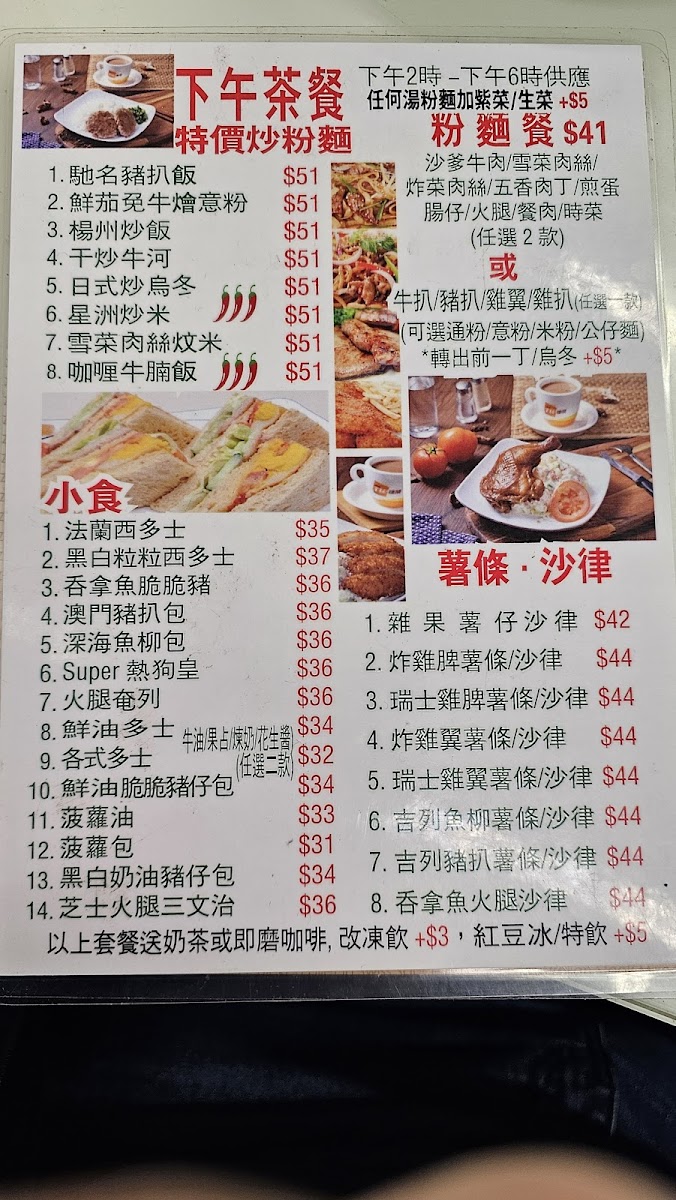 下午茶餐
特價炒粉麵
1. 馳名豬扒飯 $51
2. 鮮茄免牛燴意粉 $51
3. 楊州炒飯 $51
4. 干炒牛河 $51
5. 日式炒烏冬 $51
6. 星洲炒米 $51
7. 雪菜肉絲炆米 $51
8. 咖喱牛腩飯 $51
下午2時 –下午6時供應
任何湯粉麵加紫菜/生菜 +$5
粉麵餐 $41
沙爹牛肉/雪菜肉絲/
炸菜肉絲/五香肉丁/煎蛋
腸仔/火腿/餐肉/時菜
(任選 2 款)
或
牛扒/豬扒/雞翼/雞扒(任選一款)
(可選通粉/意粉/米粉/公仔麵)
*轉出前一丁/烏冬 +$5*
小食
1. 法蘭西多士 $35
2. 黑白粒粒西多士 $37
3. 吞拿魚脆脆豬 $36
4. 澳門豬扒包 $36
5. 深海魚柳包 $36
6. Super 熱狗皇 $36
7. 火腿奄列 $36
8. 鮮油多士 $34
9. 各式多士 牛油/果占/煉奶/花生醬 (任選二款) $32
10. 鮮油脆脆豬仔包 $34
11. 菠蘿油 $33
12. 菠蘿包 $31
13. 黑白奶油豬仔包 $34
14. 芝士火腿三文治 $36
薯條 · 沙律
1. 雜果薯仔沙律 $42
2. 炸雞脾薯條/沙律 $44
3. 瑞士雞脾薯條/沙律 $44
4. 炸雞翼薯條/沙律 $44
5. 瑞士雞翼薯條/沙律 $44
6. 吉列魚柳薯條/沙律 $44
7. 吉列豬扒薯條/沙律 $44
8. 吞拿魚火腿沙律 $44
以上套餐送奶茶或即磨咖啡, 改凍飲 +$3，紅豆冰/特飲 +$5